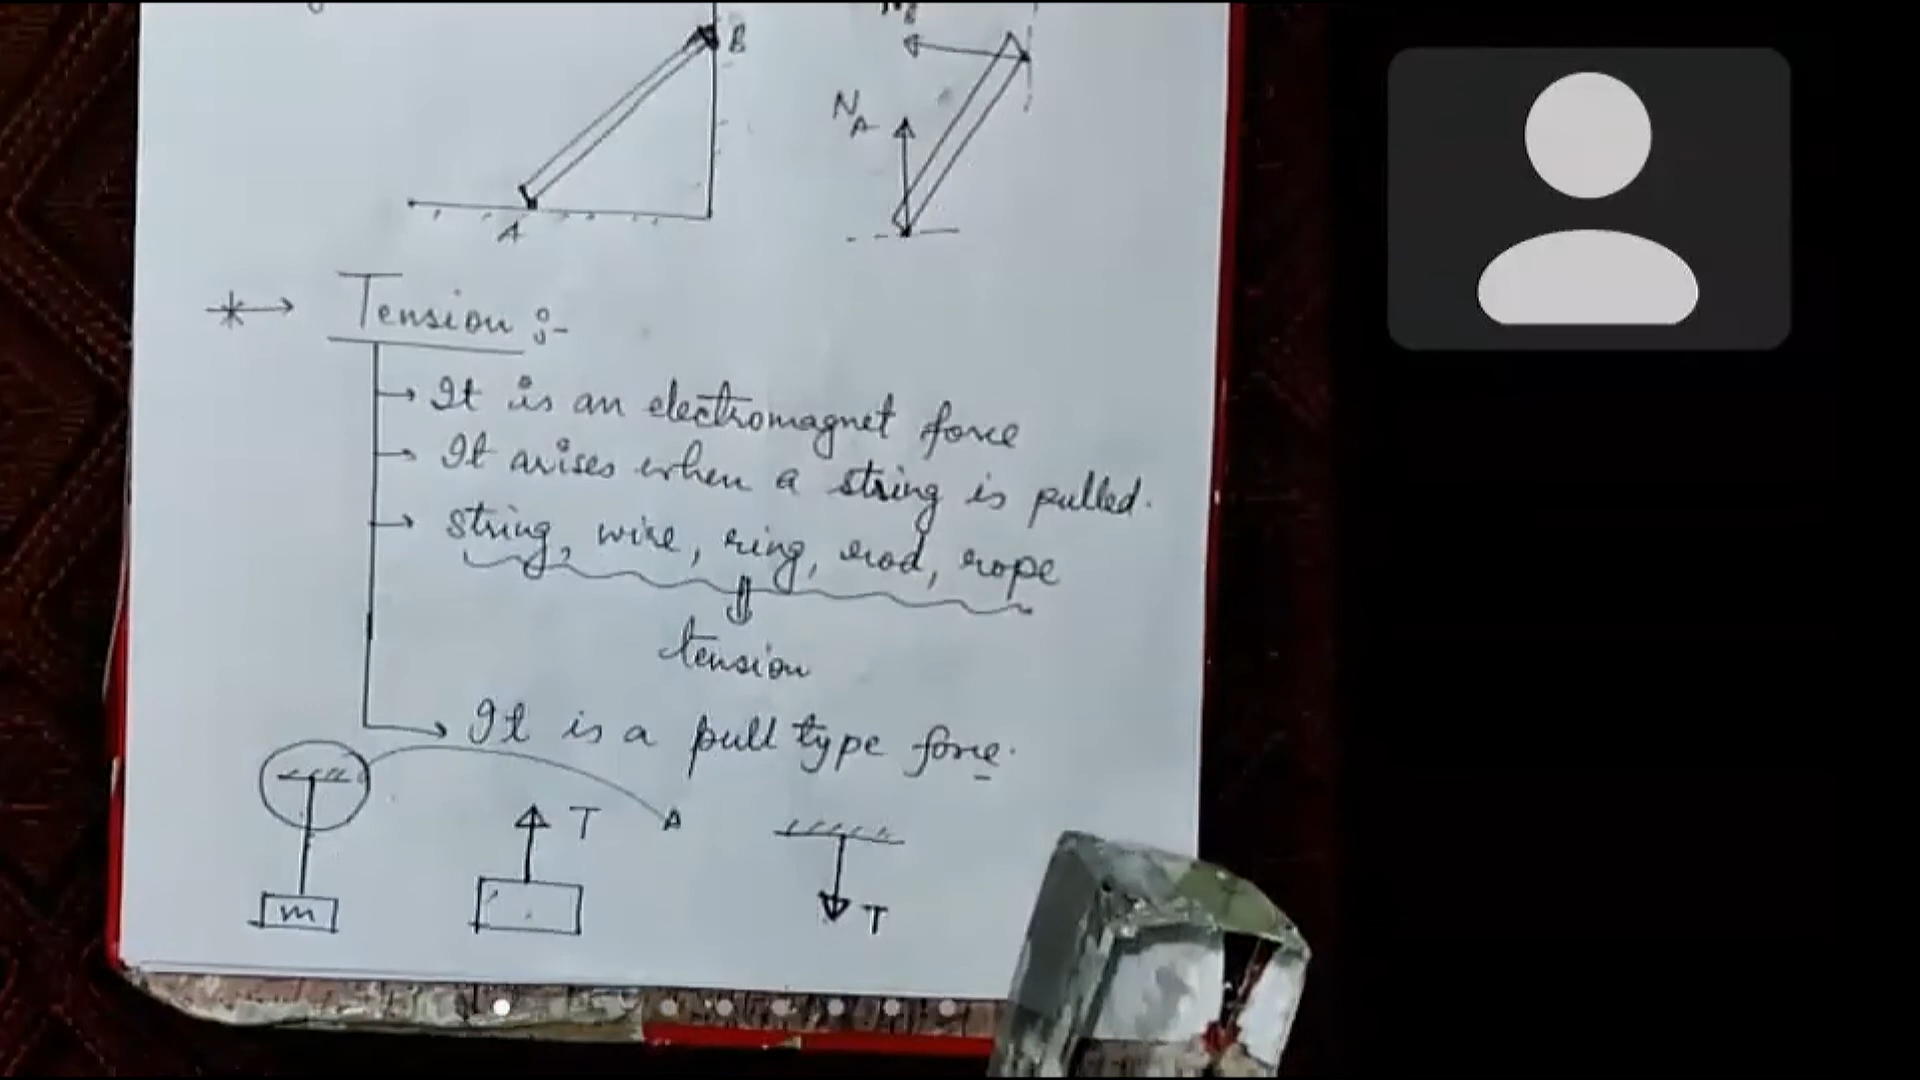 B
N_A
A
Tension :-
It is an electromagnet force
It arises when a string is pulled.
string, wire, ring, rod, rope
tension
It is a pull type force.
T
m
T